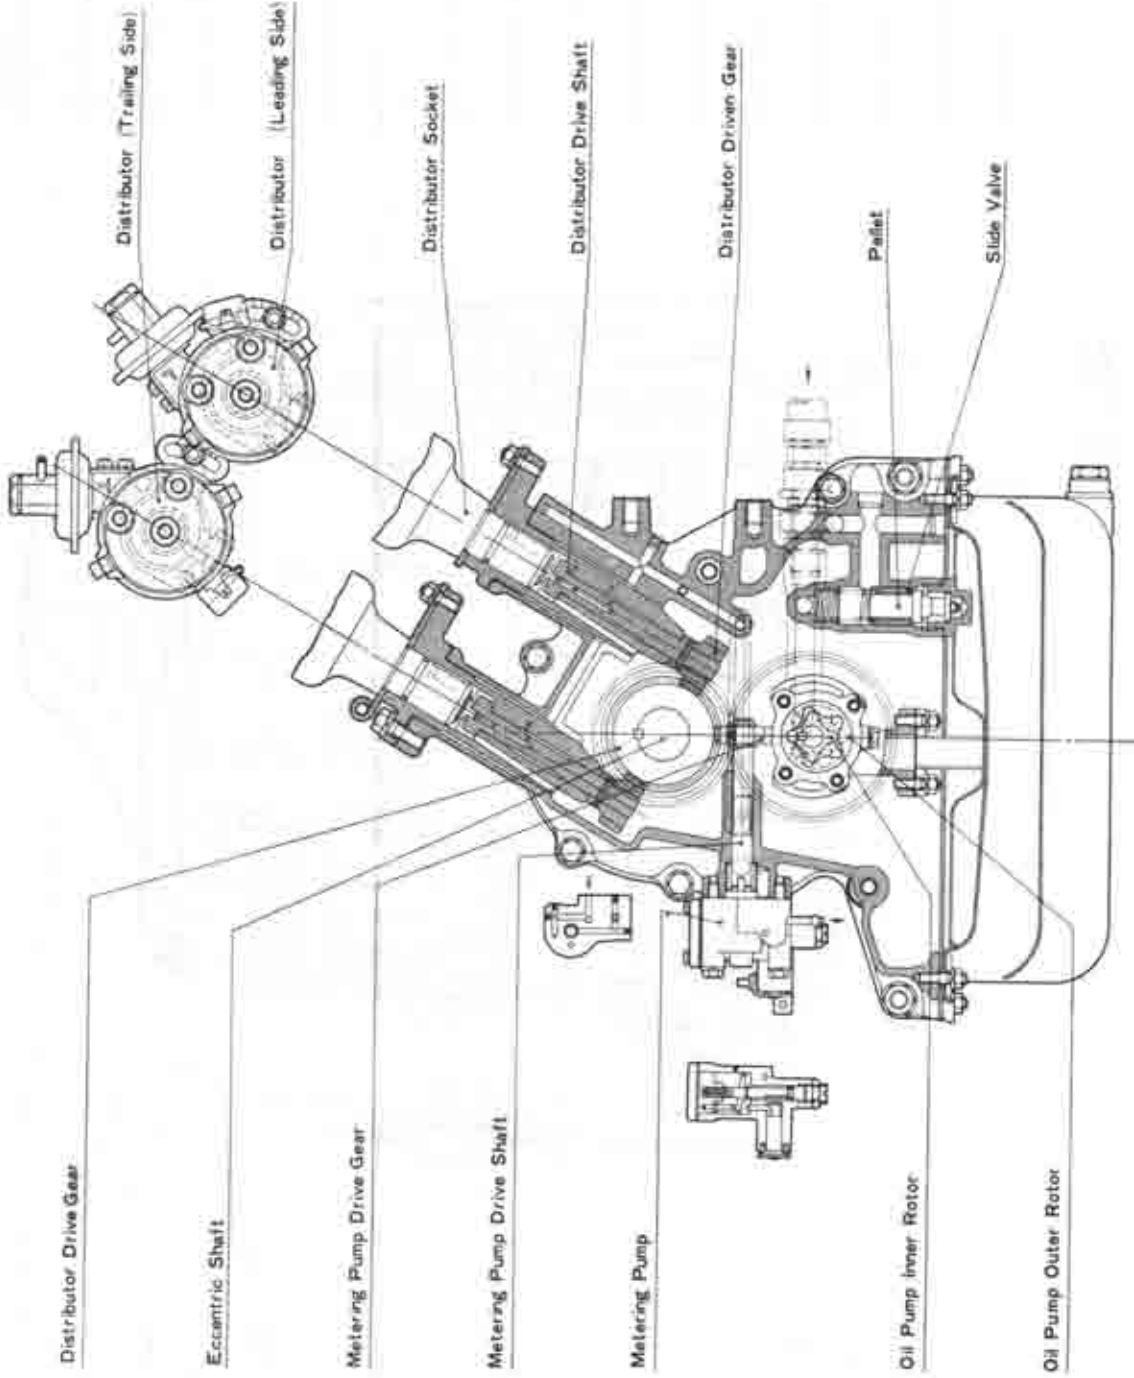 Distributor (Trailing Side)
Distributor (Leading Side)
Distributor Socket
Distributor Drive Shaft
Distributor Driven Gear
Pallet
Slide Valve
Distributor Drive Gear
Eccentric Shaft
Metering Pump Drive Gear
Metering Pump Drive Shaft
Metering Pump
Oil Pump inner Rotor
Oil Pump Outer Rotor